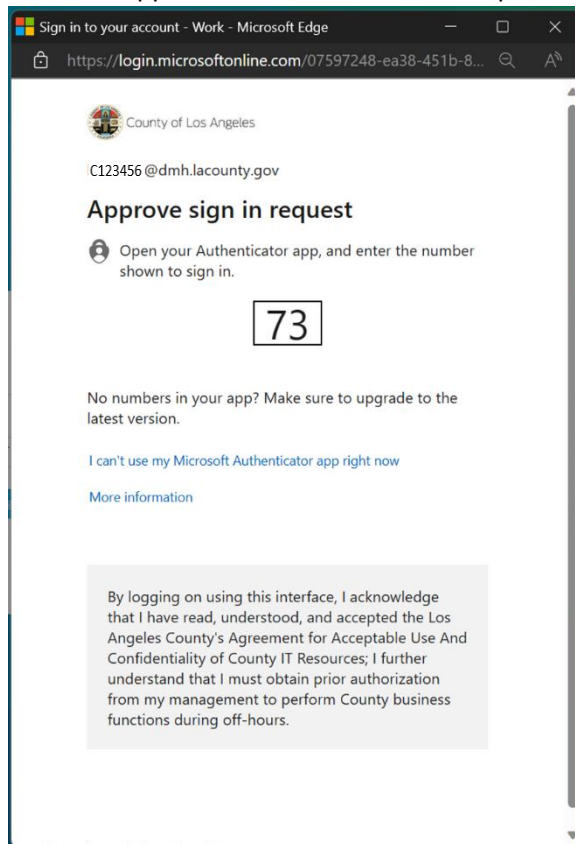 Sign in to your account - Work - Microsoft Edge
https://login.microsoftonline.com/07597248-ea38-451b-8...
County of Los Angeles
C123456 @dmh.lacounty.gov
Approve sign in request
Open your Authenticator app, and enter the number
shown to sign in.
73
No numbers in your app? Make sure to upgrade to the
latest version.
I can't use my Microsoft Authenticator app right now
More information
By logging on using this interface, I acknowledge
that I have read, understood, and accepted the Los
Angeles County's Agreement for Acceptable Use And
Confidentiality of County IT Resources; I further
understand that I must obtain prior authorization
from my management to perform County business
functions during off-hours.